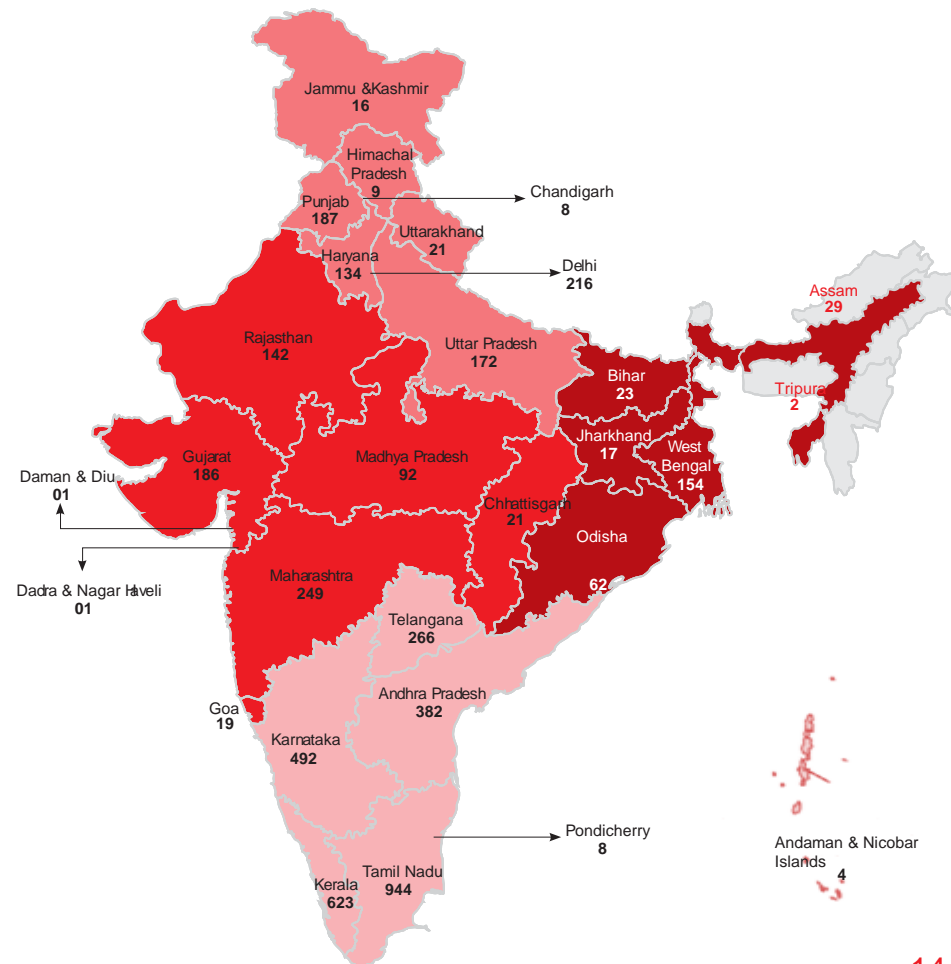 Jammu &Kashmir
16
Himachal
Pradesh
9
Chandigarh
8
Punjab
187
Uttarakhand
21
Haryana
134
Delhi
216
Assam
29
Rajasthan
142
Uttar Pradesh
172
Bihar
23
Tripura
2
Jharkhand
17
West
Bengal
154
Gujarat
186
Madhya Pradesh
92
Daman & Diu
01
Chhattisgarh
21
Odisha
62
Dadra & Nagar Haveli
01
Maharashtra
249
Telangana
266
Andhra Pradesh
382
Goa
19
Karnataka
492
Pondicherry
8
Andaman & Nicobar
Islands
4
Tamil Nadu
944
Kerala
623